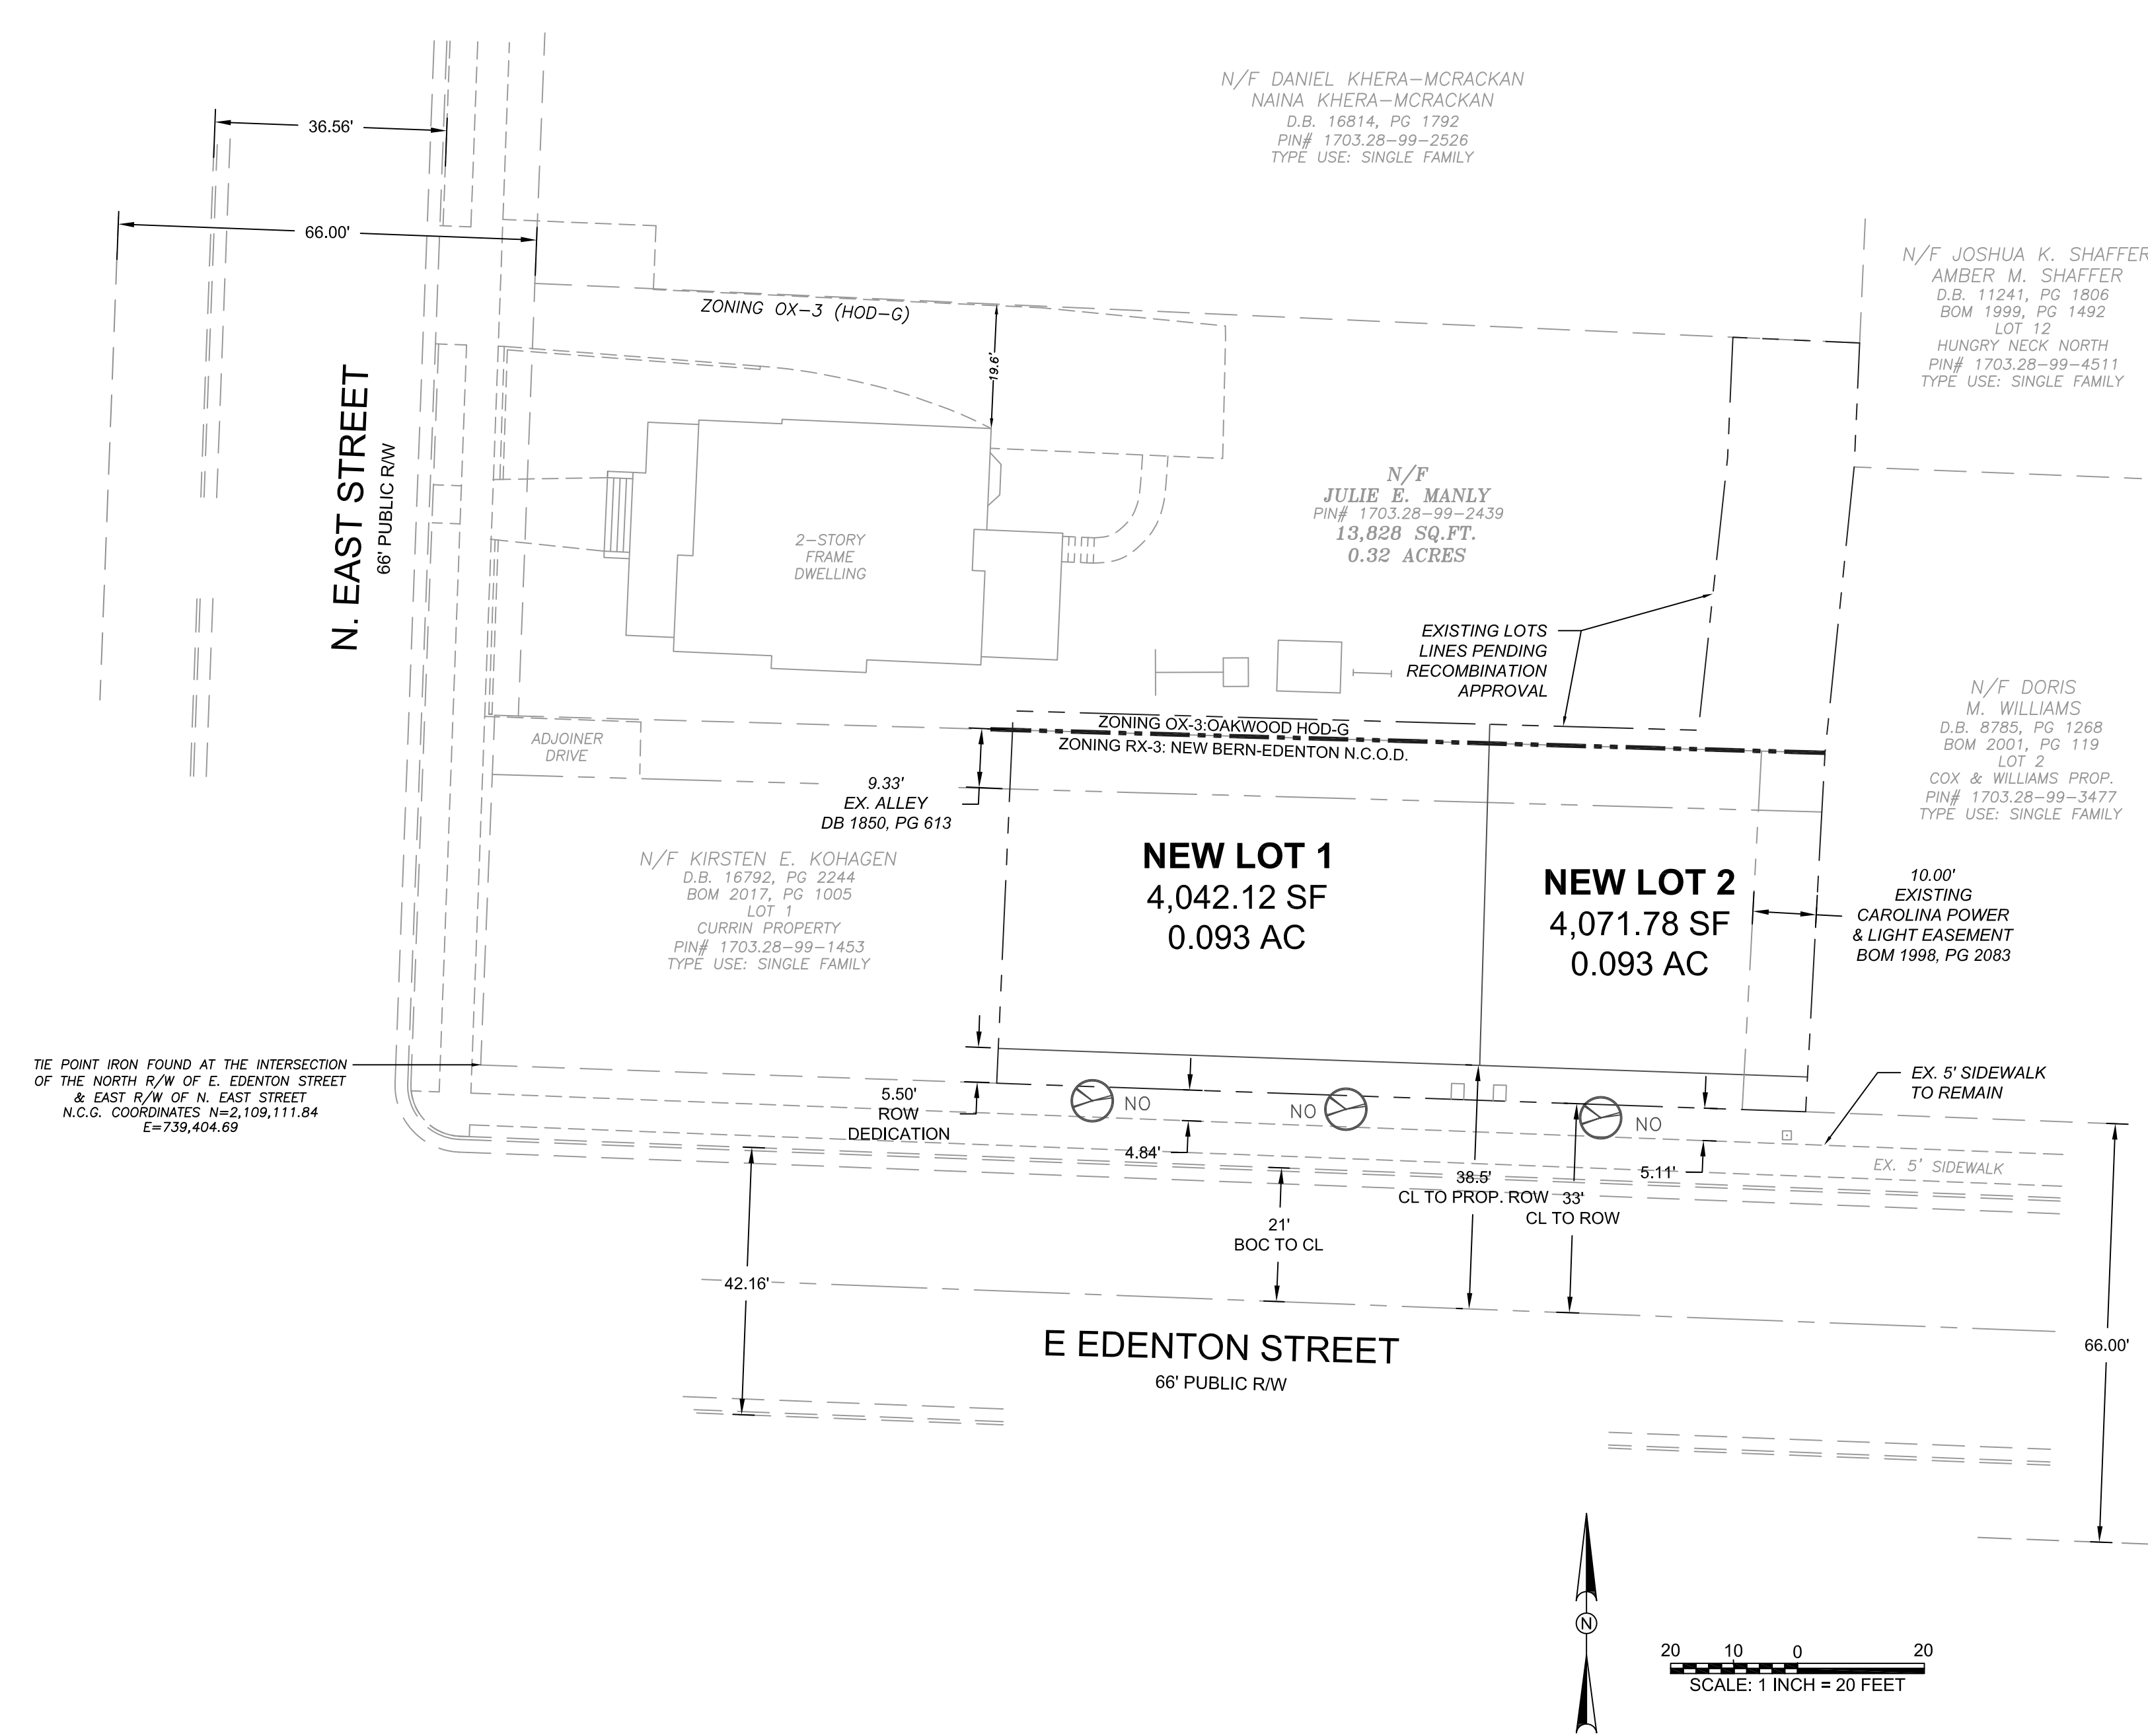 N/F DANIEL KHERA-MCRACKAN
NAINA KHERA-MCRACKAN
D.B. 16814, PG 1792
PIN# 1703.28-99-2526
TYPE USE: SINGLE FAMILY
36.56'
66.00'
N/F JOSHUA K. SHAFFER
AMBER M. SHAFFER
D.B. 11241, PG 1806
BOM 1999, PG 1492
LOT 12
HUNGRY NECK NORTH
PIN# 1703.28-99-4511
TYPE USE: SINGLE FAMILY
ZONING OX-3 (HOD-G)
19.6'
N. EAST STREET
66' PUBLIC R/W
2-STORY
FRAME
DWELLING
N/F
JULIE E. MANLY
PIN# 1703.28-99-2439
13,828 SQ.FT.
0.32 ACRES
EXISTING LOTS
LINES PENDING
RECOMBINATION
APPROVAL
N/F DORIS
M. WILLIAMS
D.B. 8785, PG 1268
BOM 2001, PG 119
LOT 2
COX & WILLIAMS PROP.
PIN# 1703.28-99-3477
TYPE USE: SINGLE FAMILY
ADJOINER
DRIVE
ZONING OX-3:OAKWOOD HOD-G
ZONING RX-3: NEW BERN-EDENTON N.C.O.D.
9.33'
EX. ALLEY
DB 1850, PG 613
N/F KIRSTEN E. KOHAGEN
D.B. 16792, PG 2244
BOM 2017, PG 1005
LOT 1
CURRIN PROPERTY
PIN# 1703.28-99-1453
TYPE USE: SINGLE FAMILY
NEW LOT 1
4,042.12 SF
0.093 AC
NEW LOT 2
4,071.78 SF
0.093 AC
10.00'
EXISTING
CAROLINA POWER
& LIGHT EASEMENT
BOM 1998, PG 2083
TIE POINT IRON FOUND AT THE INTERSECTION
OF THE NORTH R/W OF E. EDENTON STREET
& EAST R/W OF N. EAST STREET
N.C.G. COORDINATES N=2,109,111.84
E=739,404.69
5.50'
ROW
DEDICATION
NO
NO
NO
EX. 5' SIDEWALK
TO REMAIN
4.84'
38.5'
CL TO PROP. ROW
33'
CL TO ROW
5.11'
EX. 5' SIDEWALK
21'
BOC TO CL
42.16'
E EDENTON STREET
66' PUBLIC R/W
66.00'
N
20 10 0 20
SCALE: 1 INCH = 20 FEET